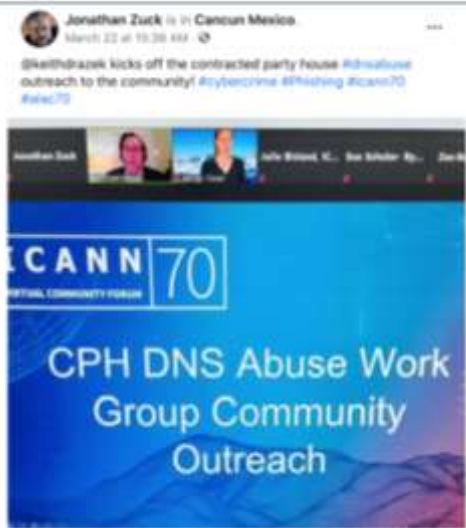 Jonathan Zuck is in Cancun Mexico.
March 22 at 10:36 AM
@keithdrazek kicks off the contracted party house #dnsabuse
outreach to the community! #cybercrime #Phishing #icann70
Jonathan Zuck
ICANN 70
VIRTUAL COMMUNITY FORUM
CPH DNS Abuse Work
Group Community
Outreach